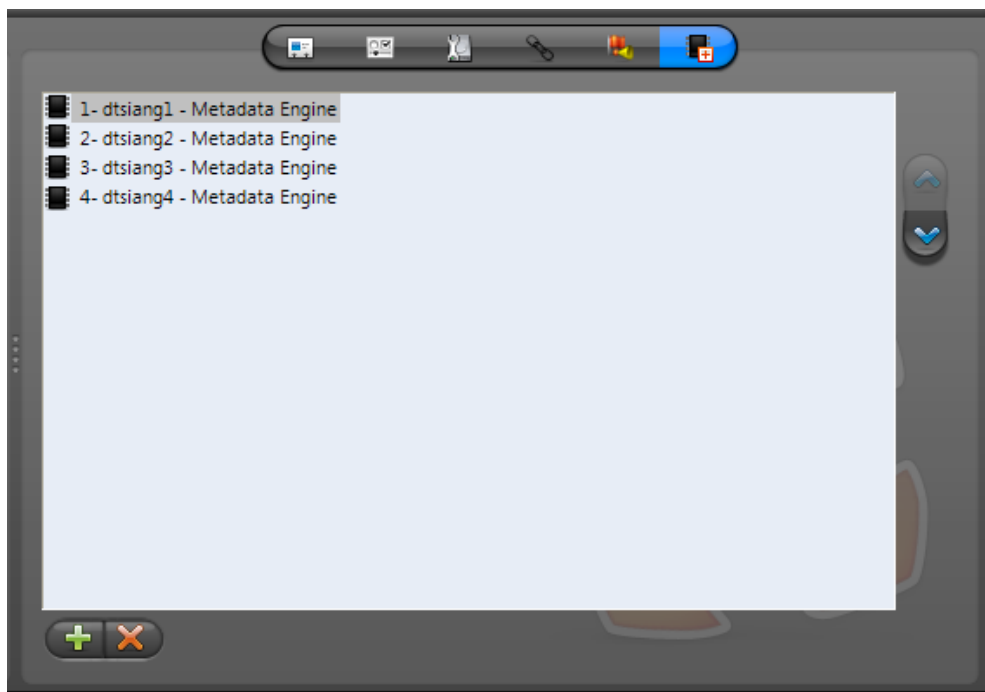 1- dtsiang1 - Metadata Engine
2- dtsiang2 - Metadata Engine
3- dtsiang3 - Metadata Engine
4- dtsiang4 - Metadata Engine